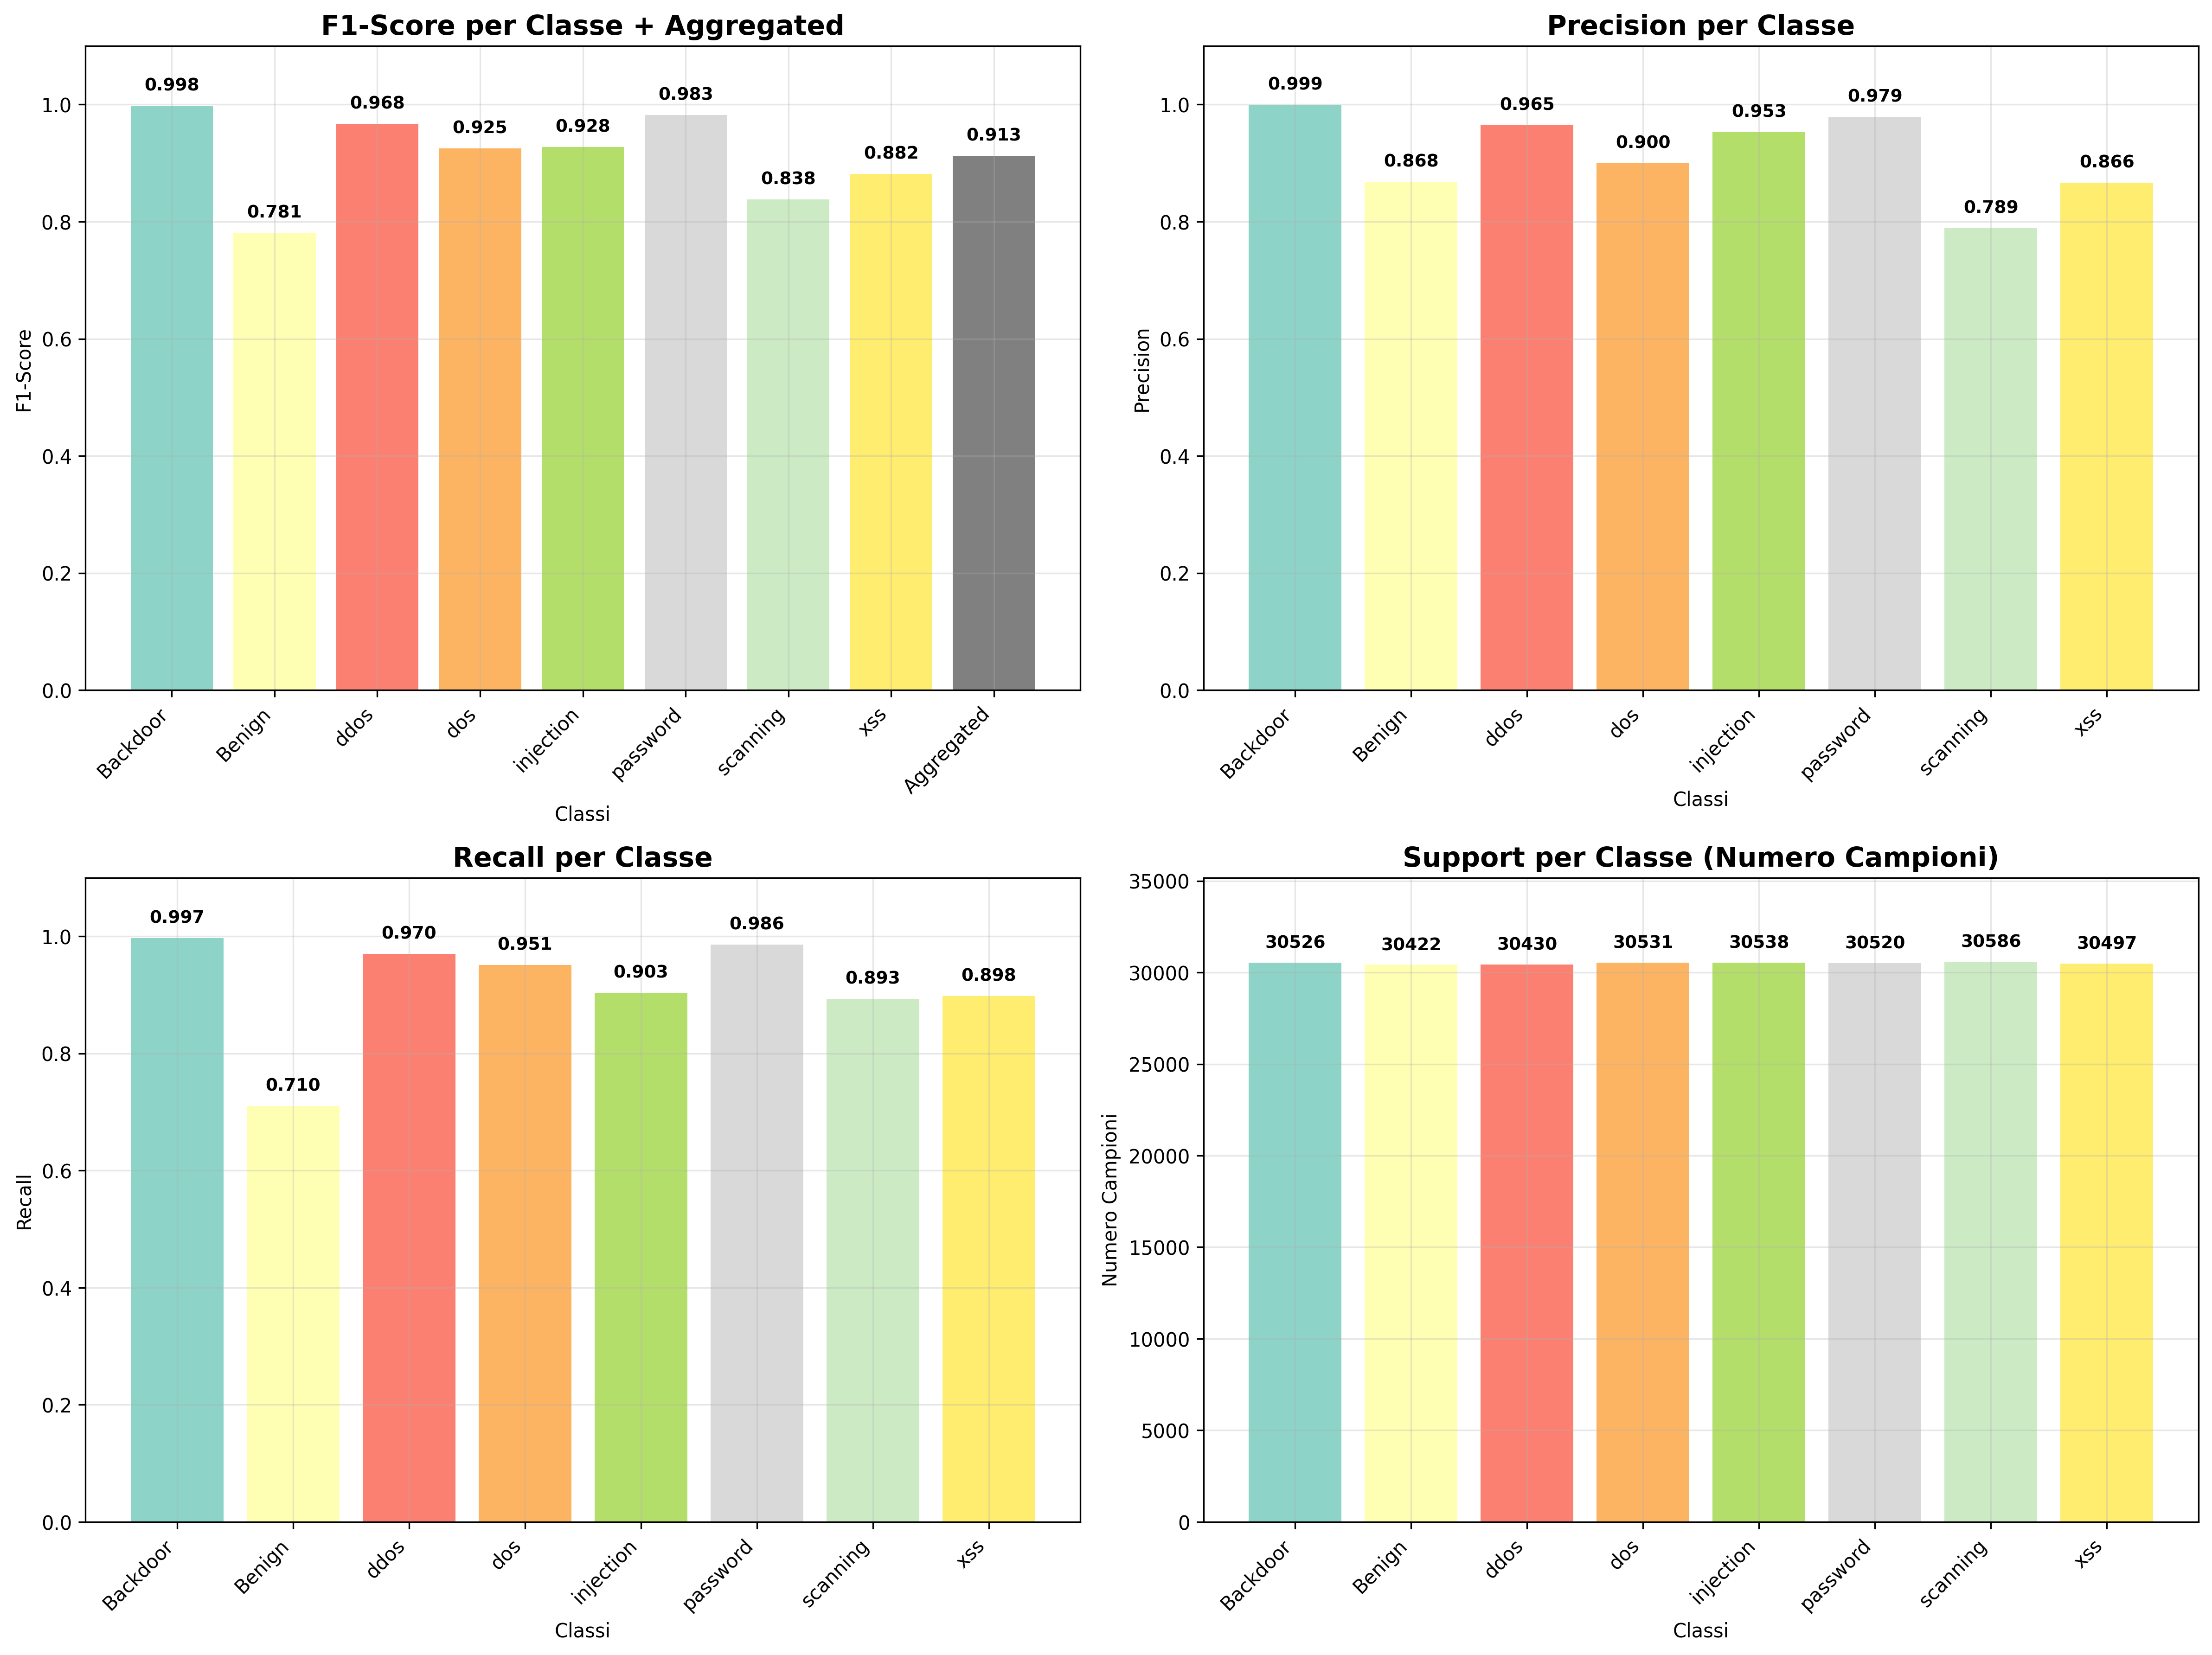 F1-Score per Classe + Aggregated
F1-Score
1.0
0.8
0.6
0.4
0.2
0.0
0.998
0.781
0.968
0.925
0.928
0.983
0.838
0.882
0.913
Backdoor
Benign
ddos
dos
injection
password
scanning
xss
Aggregated
Classi
Precision per Classe
Precision
1.0
0.8
0.6
0.4
0.2
0.0
0.999
0.868
0.965
0.900
0.953
0.979
0.789
0.866
Backdoor
Benign
ddos
dos
injection
password
scanning
xss
Classi
Recall per Classe
Recall
1.0
0.8
0.6
0.4
0.2
0.0
0.997
0.710
0.970
0.951
0.903
0.986
0.893
0.898
Backdoor
Benign
ddos
dos
injection
password
scanning
xss
Classi
Support per Classe (Numero Campioni)
Numero Campioni
35000
30000
25000
20000
15000
10000
5000
0
30526
30422
30430
30531
30538
30520
30586
30497
Backdoor
Benign
ddos
dos
injection
password
scanning
xss
Classi